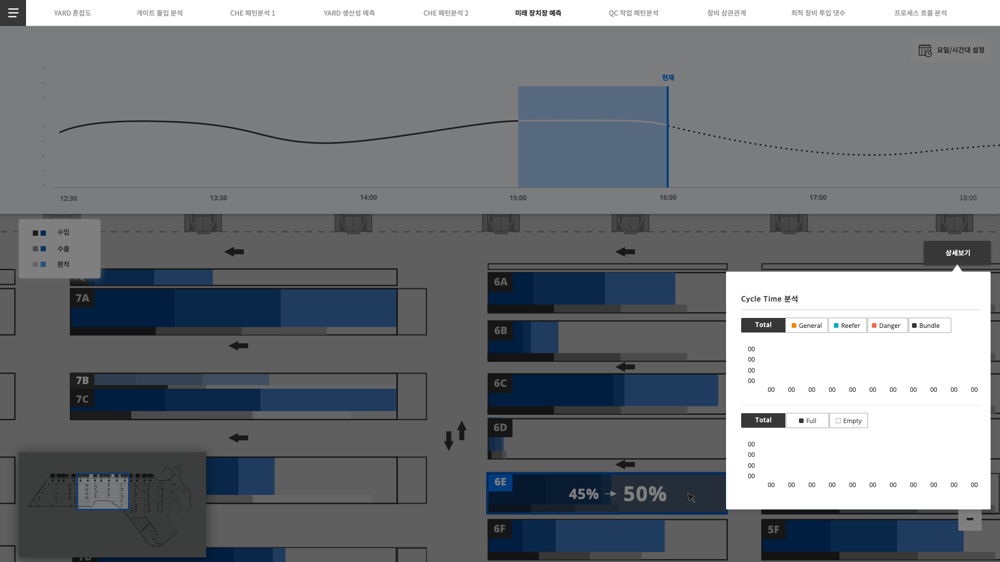 YARD 혼잡도
게이트 출입 분석
CHE 패턴분석 1
YARD 생산성 예측
CHE 패턴분석 2
미래 장치장 예측
QC 작업 패턴분석
장비 상관관계
최적 장비 투입 댓수
프로세스 흐름 분석
요일/시간대 설정
현재
12:30
13:30
14:00
15:00
16:00
17:00
18:00
수입
수출
환적
상세보기
7A
7B
7C
7D
6A
6B
6C
6D
6E
45% → 50%
6F
5F
Cycle Time 분석
Total General Reefer Danger Bundle
00
00
00
00
00 00 00 00 00 00 00 00 00 00 00
Total Full Empty
00
00
00
00
00 00 00 00 00 00 00 00 00 00 00